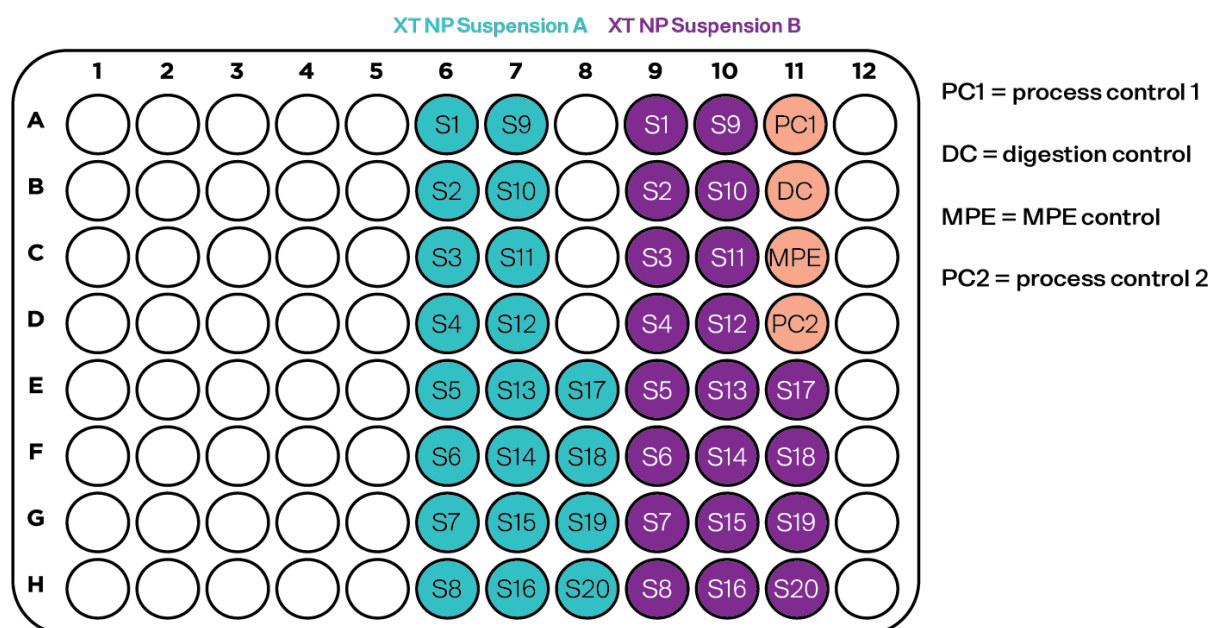 XT NP Suspension A XT NP Suspension B
1 2 3 4 5 6 7 8 9 10 11 12
A S1 S9 S1 S9 PC1
B S2 S10 S2 S10 DC
C S3 S11 S3 S11 MPE
D S4 S12 S4 S12 PC2
E S5 S13 S17 S5 S13 S17
F S6 S14 S18 S6 S14 S18
G S7 S15 S19 S7 S15 S19
H S8 S16 S20 S8 S16 S20
PC1 = process control 1
DC = digestion control
MPE = MPE control
PC2 = process control 2